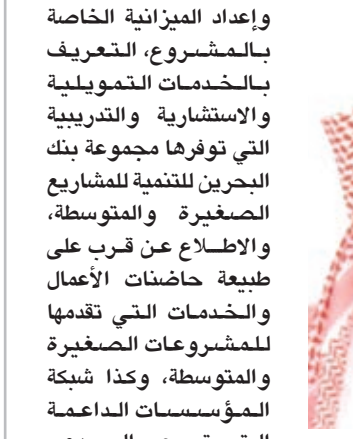 وإعداد الميزانية الخاصة
بالمشروع، التعريف
بالخدمات التمويلية
والاستشارية والتدريبية
التي توفرها مجموعة بنك
البحرين للتنمية للمشاريع
الصغيرة والمتوسطة،
والاطلاع عن قرب على
طبيعة حاضنات الأعمال
والخدمات التي تقدمها
للمشروعات الصغيرة
والمتوسطة، وكذا شبكة
المؤسسات الداعمة